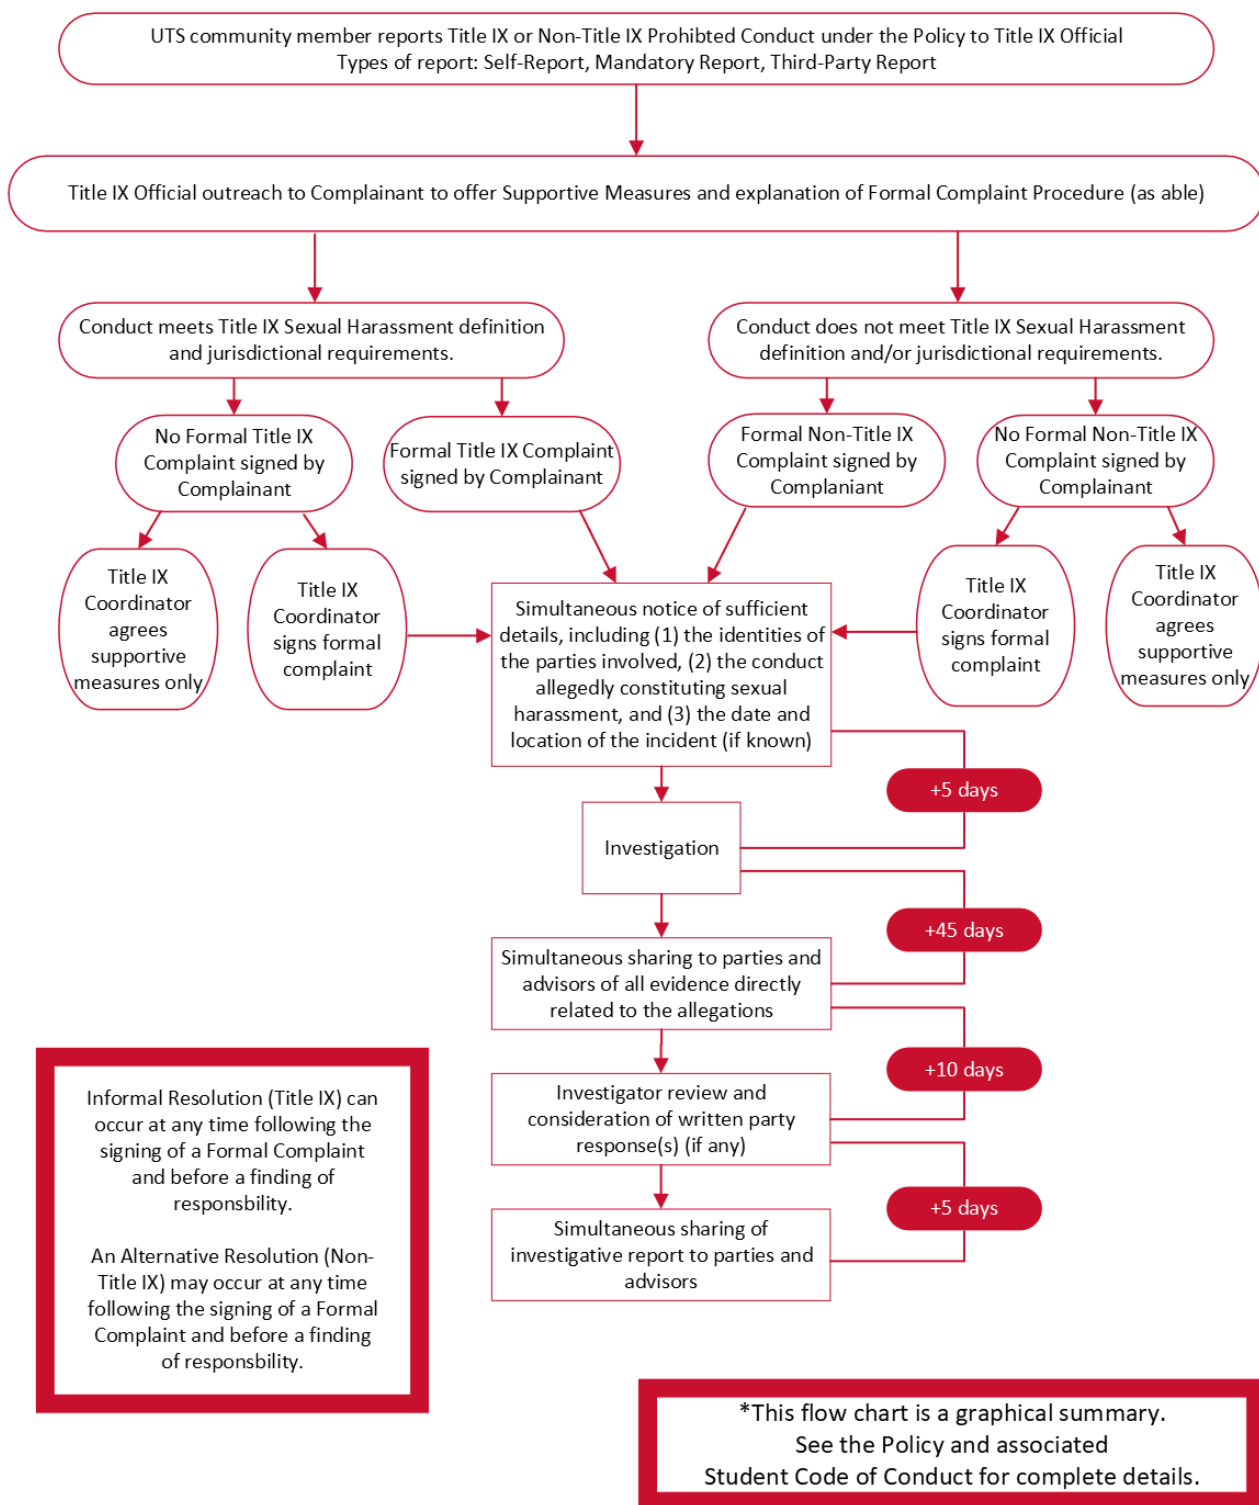 UTS community member reports Title IX or Non-Title IX Prohibted Conduct under the Policy to Title IX Official
Types of report: Self-Report, Mandatory Report, Third-Party Report
Title IX Official outreach to Complainant to offer Supportive Measures and explanation of Formal Complaint Procedure (as able)
Conduct meets Title IX Sexual Harassment definition
and jurisdictional requirements.
Conduct does not meet Title IX Sexual Harassment
definition and/or jurisdictional requirements.
No Formal Title IX
Complaint signed by
Complainant
Formal Title IX Complaint
signed by Complainant
Formal Non-Title IX
Complaint signed by
Complaniant
No Formal Non-Title IX
Complaint signed by
Complainant
Title IX
Coordinator
agrees
supportive
measures only
Title IX
Coordinator
signs formal
complaint
Simultaneous notice of sufficient
details, including (1) the identities of
the parties involved, (2) the conduct
allegedly constituting sexual
harassment, and (3) the date and
location of the incident (if known)
Title IX
Coordinator
signs formal
complaint
Title IX
Coordinator
agrees
supportive
measures only
+5 days
Investigation
+45 days
Simultaneous sharing to parties and
advisors of all evidence directly
related to the allegations
+10 days
Investigator review and
consideration of written party
response(s) (if any)
+5 days
Simultaneous sharing of
investigative report to parties and
advisors
Informal Resolution (Title IX) can
occur at any time following the
signing of a Formal Complaint
and before a finding of
responsbility.
An Alternative Resolution (Non-
Title IX) may occur at any time
following the signing of a Formal
Complaint and before a finding
of responsbility.
*This flow chart is a graphical summary.
See the Policy and associated
Student Code of Conduct for complete details.